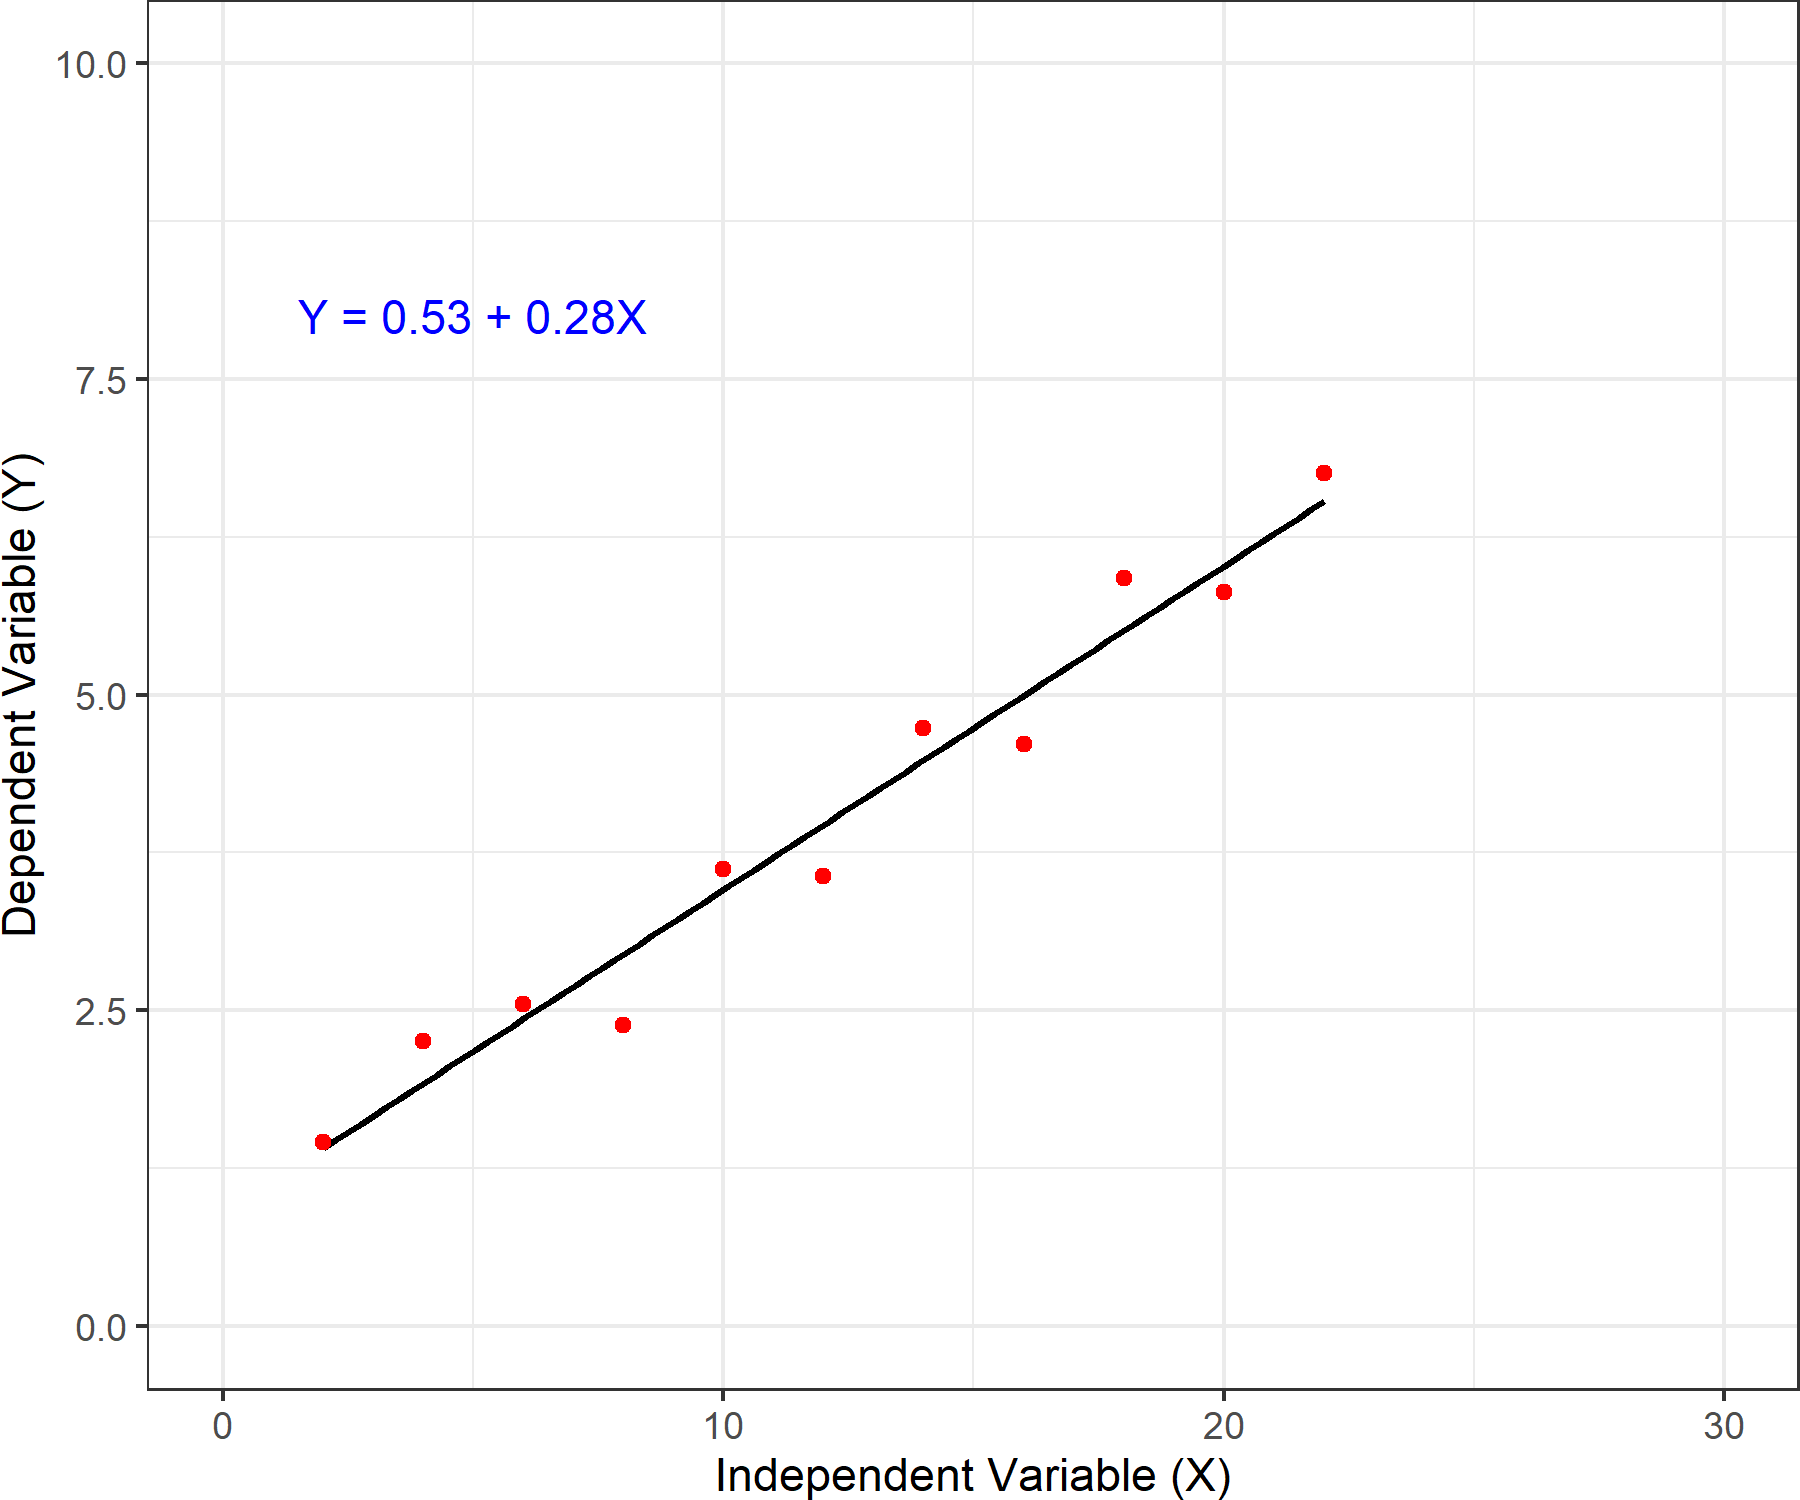 10.0
7.5
5.0
2.5
0.0
Y = 0.53 + 0.28X
Dependent Variable (Y)
0 10 20 30
Independent Variable (X)